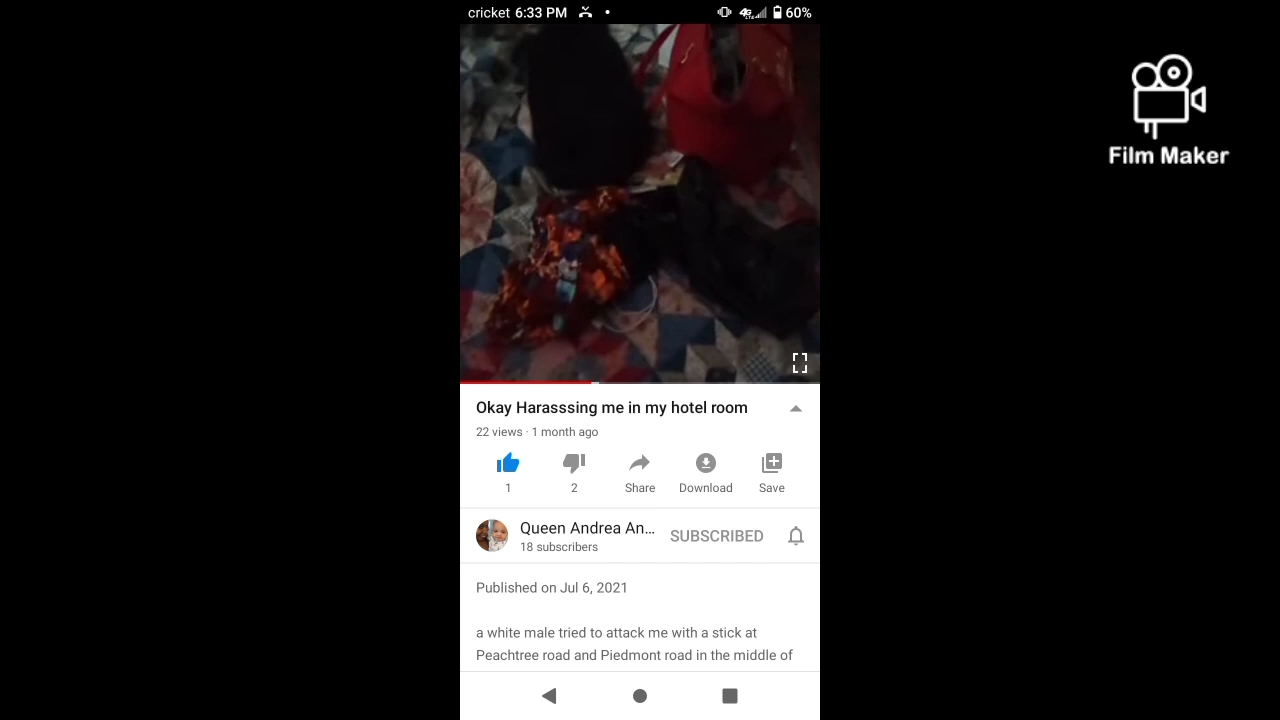 cricket 6:33 PM 60%
Film Maker
Okay Harasssing me in my hotel room
22 views · 1 month ago
1 2 Share Download Save
Queen Andrea An... SUBSCRIBED
18 subscribers
Published on Jul 6, 2021
a white male tried to attack me with a stick at
Peachtree road and Piedmont road in the middle of